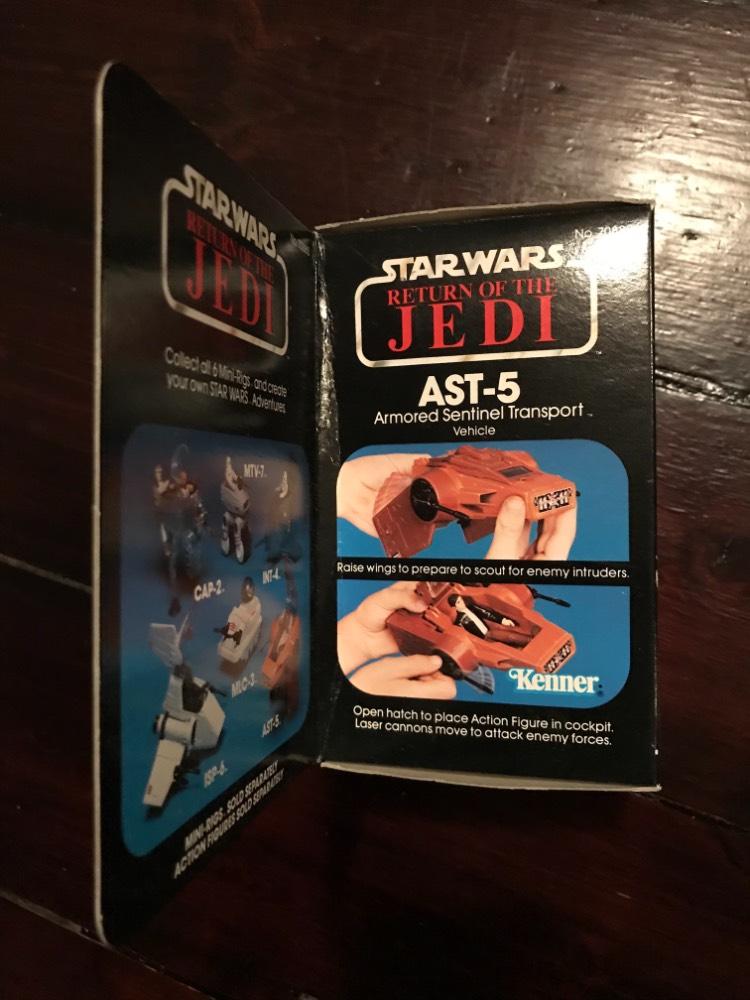 STAR WARS
RETURN OF THE
JEDI
Collect all 6 Mini-Rigs and create
your own STAR WARS Adventures
MTV-7
INT-4
CAP-2
MLC-3
AST-5
ISP-6
MINI-RIGS SOLD SEPARATELY
ACTION FIGURES SOLD SEPARATELY
No.
STAR WARS
RETURN OF THE
JEDI
AST-5
Armored Sentinel Transport™
Vehicle
Raise wings to prepare to scout for enemy intruders.
Kenner
Open hatch to place Action Figure in cockpit.
Laser cannons move to attack enemy forces.